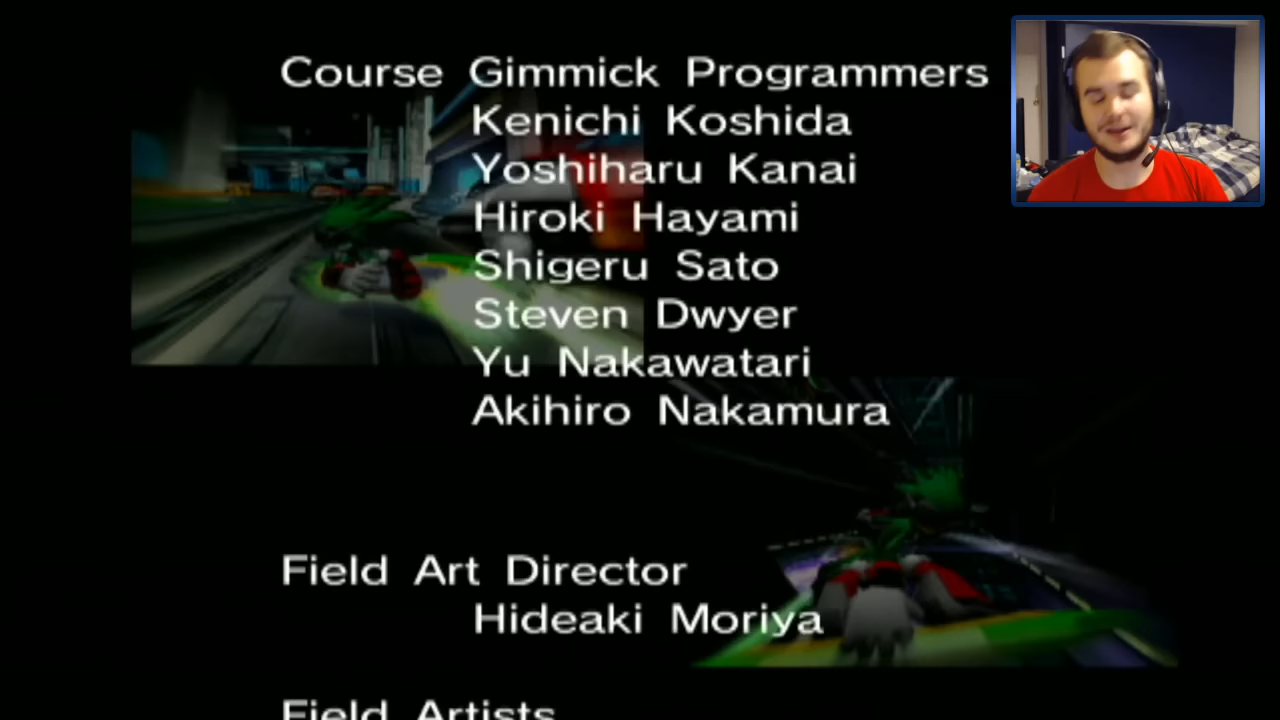 Course Gimmick Programmers
Kenichi Koshida
Yoshiharu Kanai
Hiroki Hayami
Shigeru Sato
Steven Dwyer
Yu Nakawatari
Akihiro Nakamura
Field Art Director
Hideaki Moriya
Field Artists